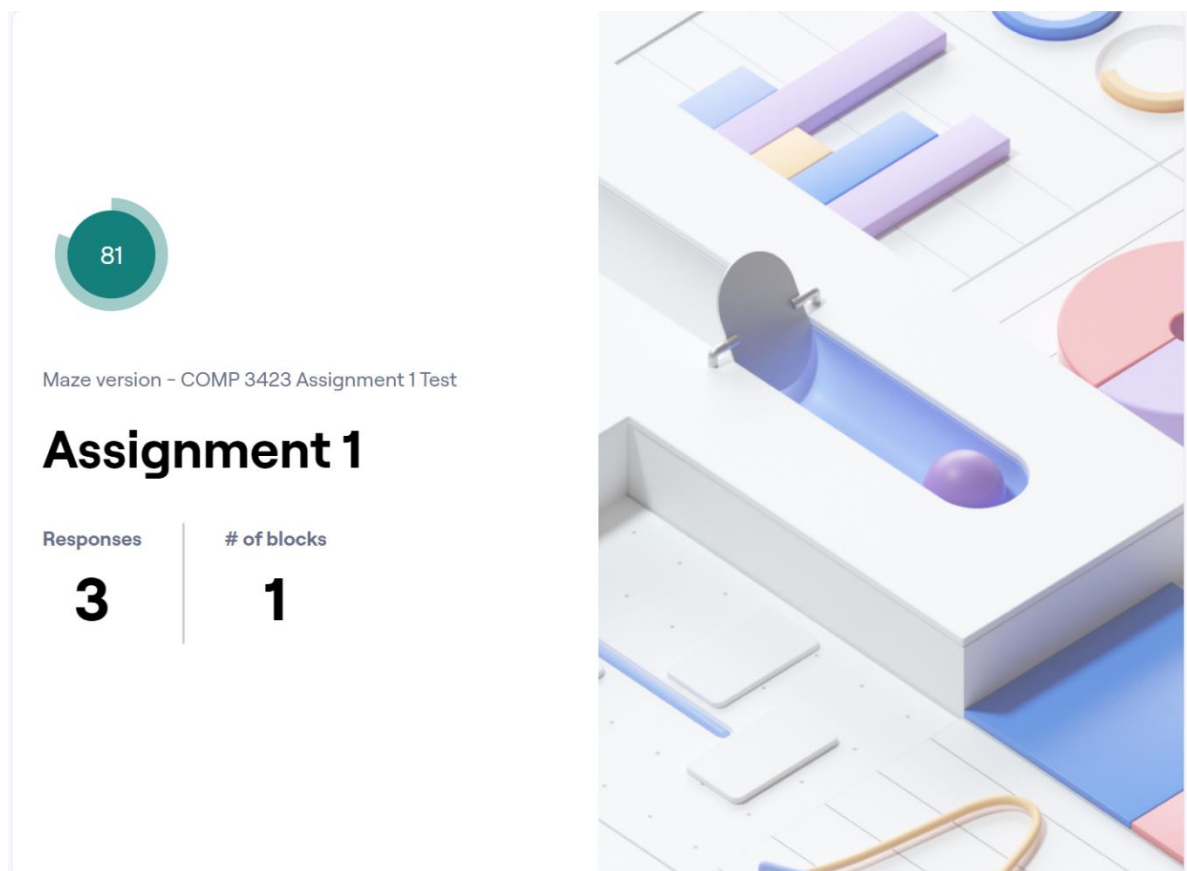 81
Maze version - COMP 3423 Assignment 1 Test
Assignment 1
Responses
# of blocks
3
1